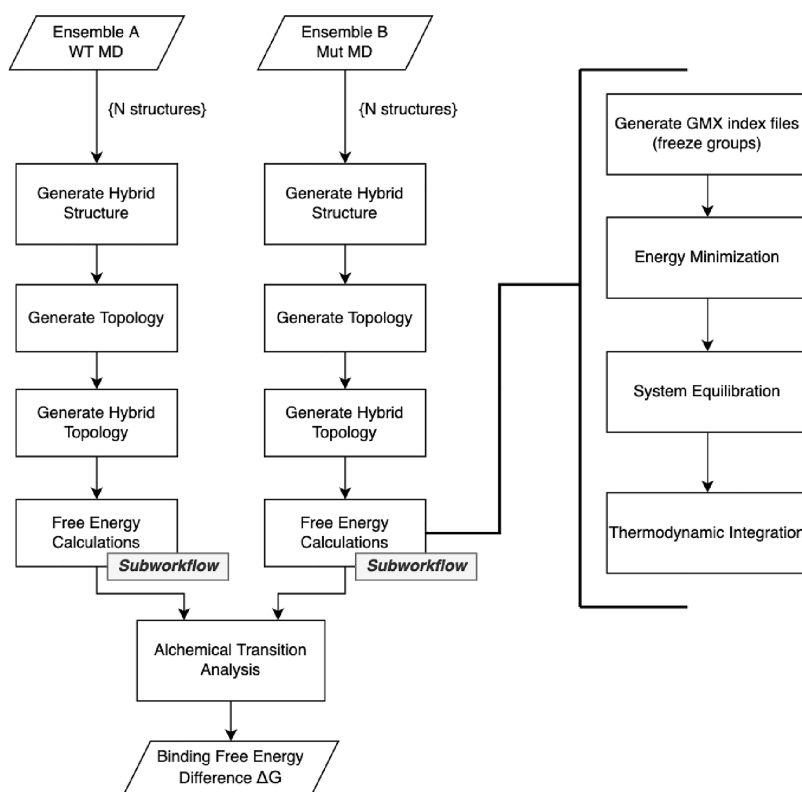 Ensemble A
WT MD
{N structures}
Generate Hybrid
Structure
Generate Topology
Generate Hybrid
Topology
Free Energy
Calculations
Subworkflow
Ensemble B
Mut MD
{N structures}
Generate Hybrid
Structure
Generate Topology
Generate Hybrid
Topology
Free Energy
Calculations
Subworkflow
Alchemical Transition
Analysis
Binding Free Energy
Difference ΔG
Generate GMX index files
(freeze groups)
Energy Minimization
System Equilibration
Thermodynamic Integration